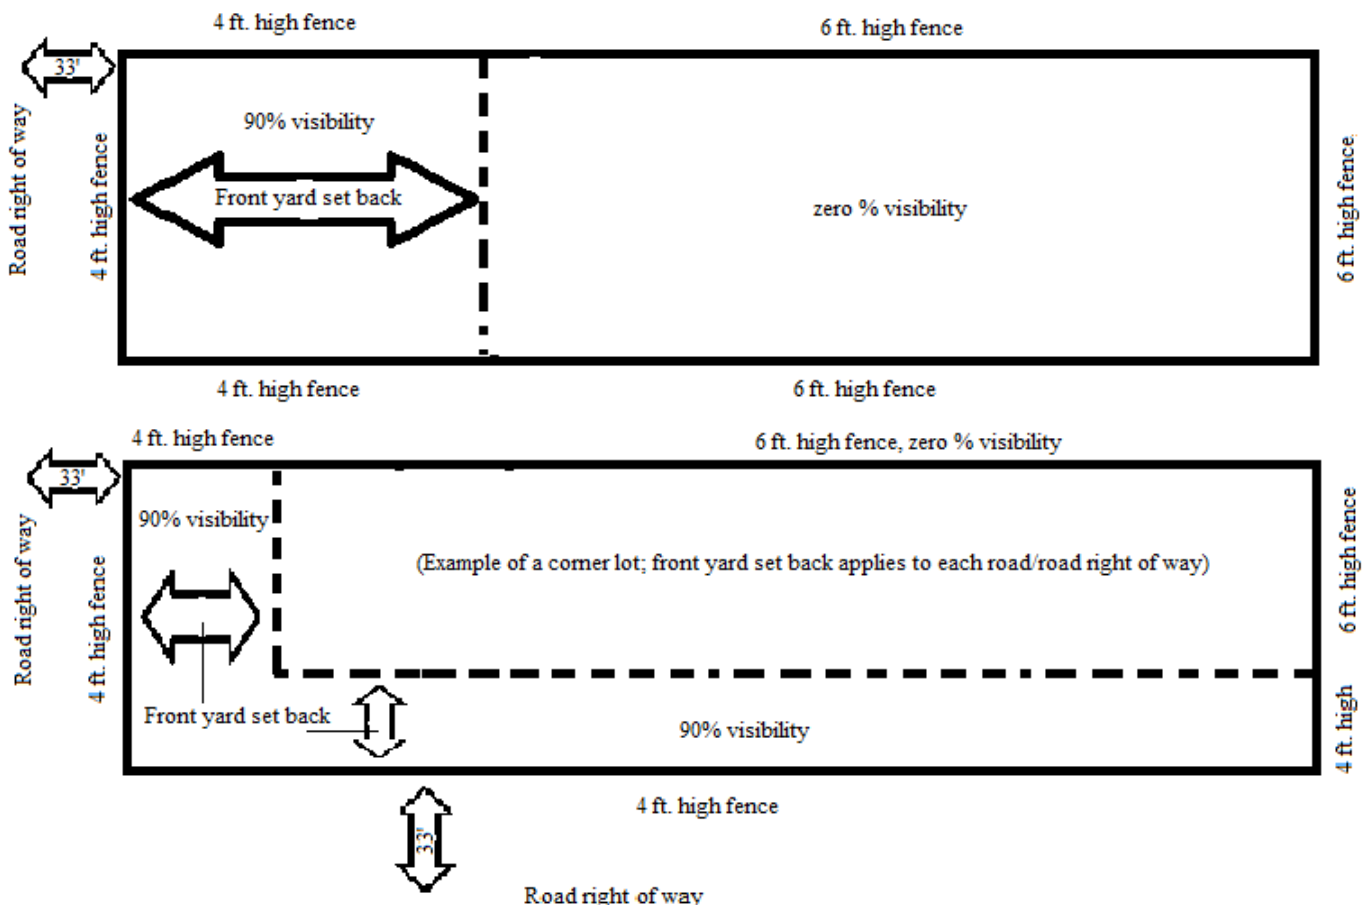 4 ft. high fence
6 ft. high fence
33'
Road right of way
4 ft. high fence
90% visibility
Front yard set back
zero % visibility
6 ft. high fence
4 ft. high fence
6 ft. high fence
4 ft. high fence
6 ft. high fence, zero % visibility
33'
Road right of way
4 ft. high fence
90% visibility
(Example of a corner lot; front yard set back applies to each road/road right of way)
6 ft. high fence
Front yard set back
90% visibility
4 ft. high
4 ft. high fence
33'
Road right of way